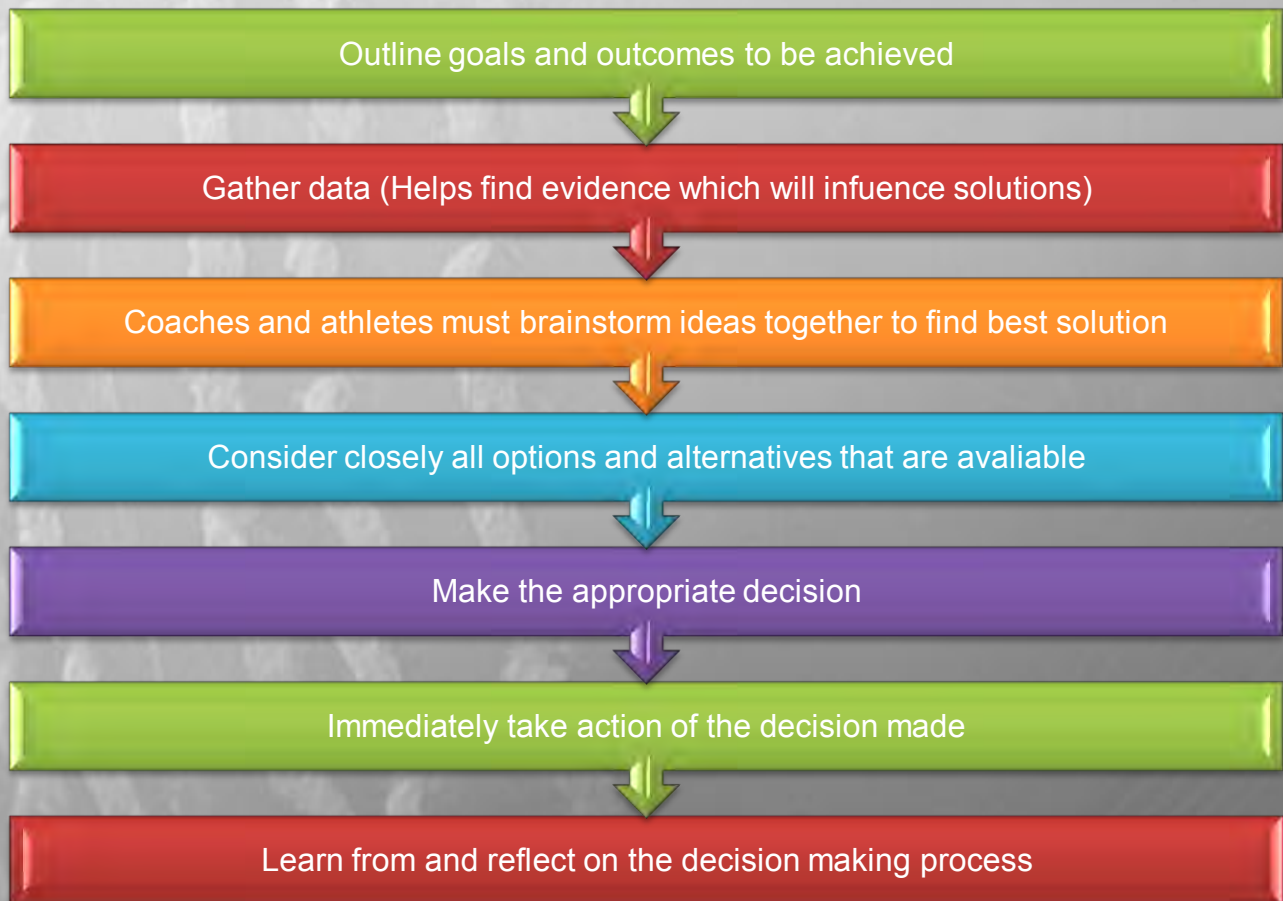 Outline goals and outcomes to be achieved
Gather data (Helps find evidence which will infuence solutions)
Coaches and athletes must brainstorm ideas together to find best solution
Consider closely all options and alternatives that are avaliable
Make the appropriate decision
Immediately take action of the decision made
Learn from and reflect on the decision making process